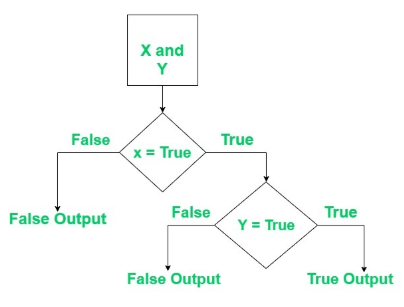 X and
Y
False
True
x = True
False Output
False
True
Y = True
False Output
True Output